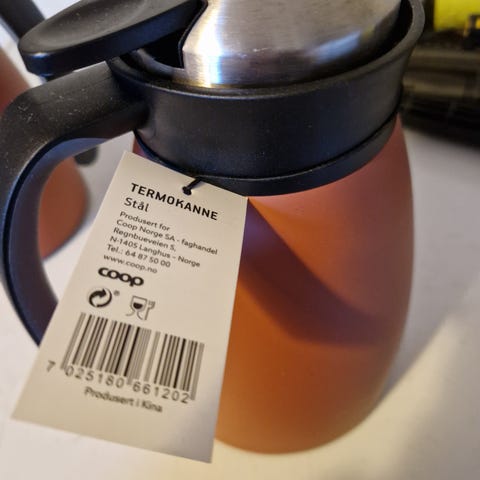 TERMOKANNE
Stål
Produsert for
Coop Norge SA - faghandel
Regnbueveien 5,
N-1405 Langhus - Norge
Tel.: 64 87 50 00
www.coop.no
coop
7 025180 661202
Produsert i Kina